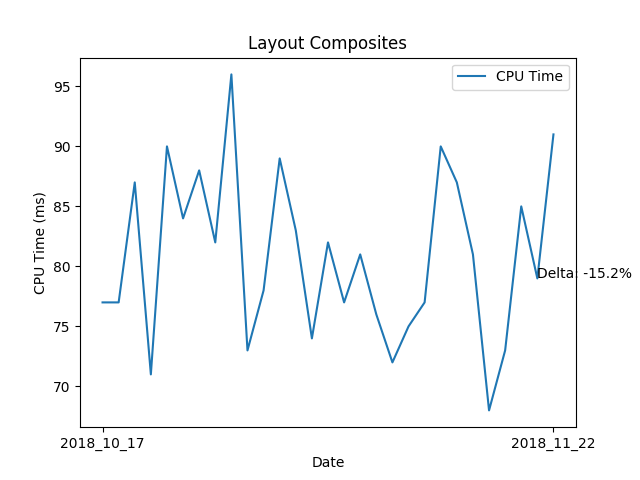 Layout Composites
CPU Time
95
90
85
80
75
70
CPU Time (ms)
Delta: -15.2%
2018_10_17
2018_11_22
Date